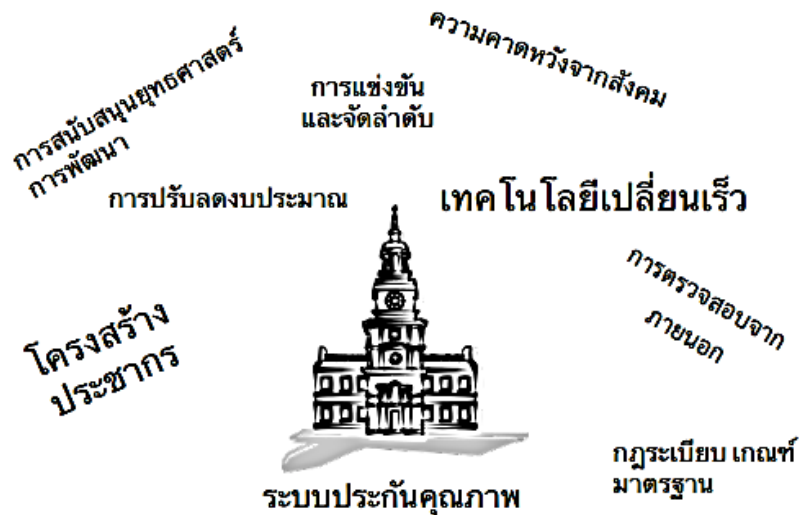 ความคาดหวังจากสังคม
การสนับสนุนยุทธศาสตร์
การพัฒนา
การแข่งขัน
และจัดลำดับ
การปรับลดงบประมาณ
เทคโนโลยีเปลี่ยนเร็ว
การตรวจสอบจาก
ภายนอก
โครงสร้าง
ประชากร
กฎระเบียบ เกณฑ์
มาตรฐาน
ระบบประกันคุณภาพ